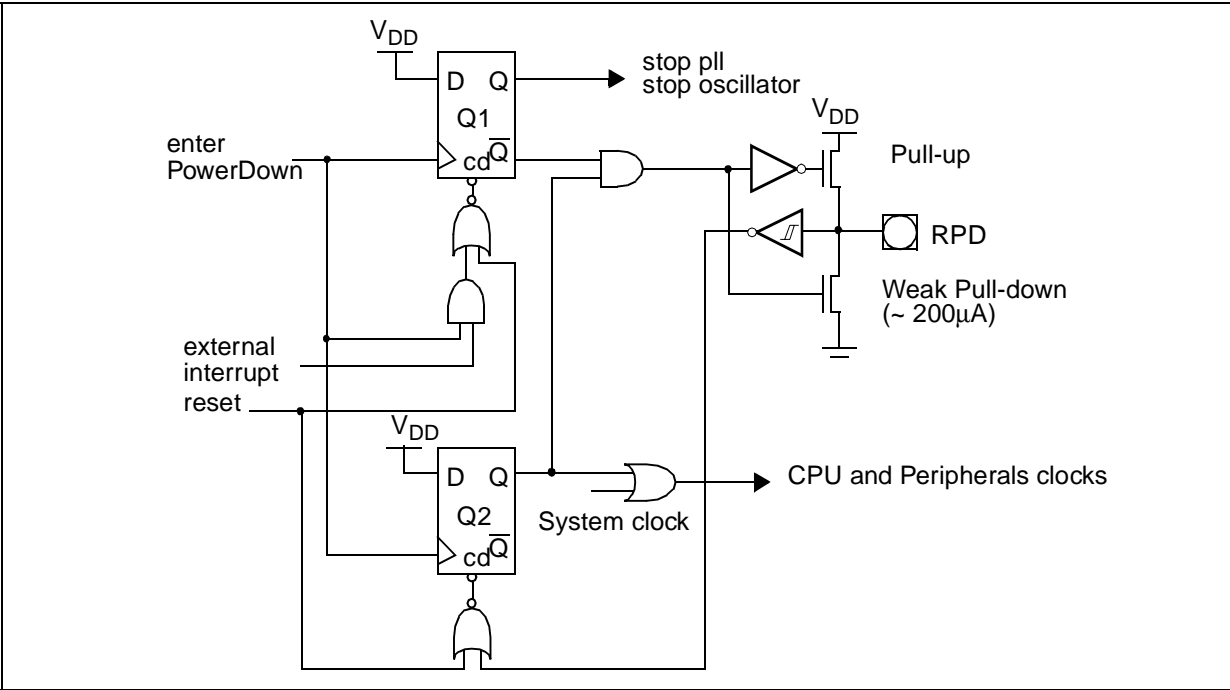 VDD
stop pll
stop oscillator
D Q
Q1
cd Q
enter
PowerDown
VDD
Pull-up
RPD
Weak Pull-down
(~ 200μA)
external
interrupt
reset
VDD
D Q
Q2
cd Q
System clock
CPU and Peripherals clocks